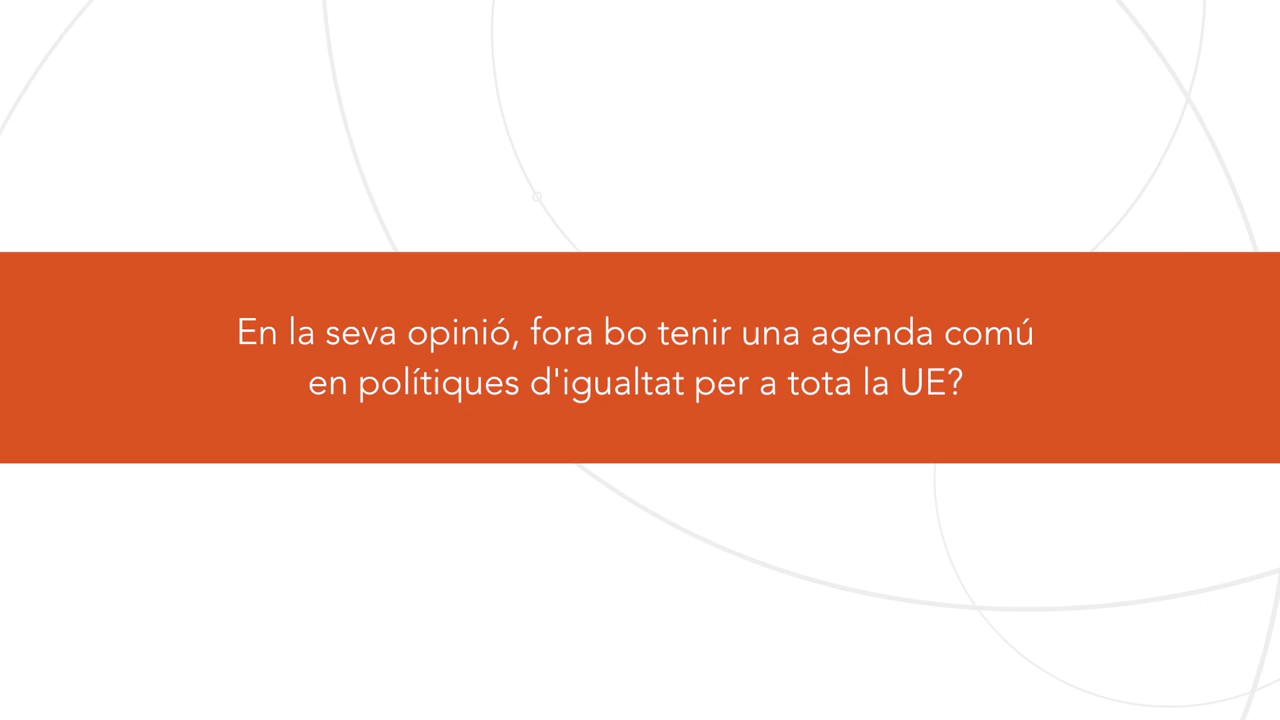 En la seva opinió, fora bo tenir una agenda comú
en polítiques d'igualtat per a tota la UE?